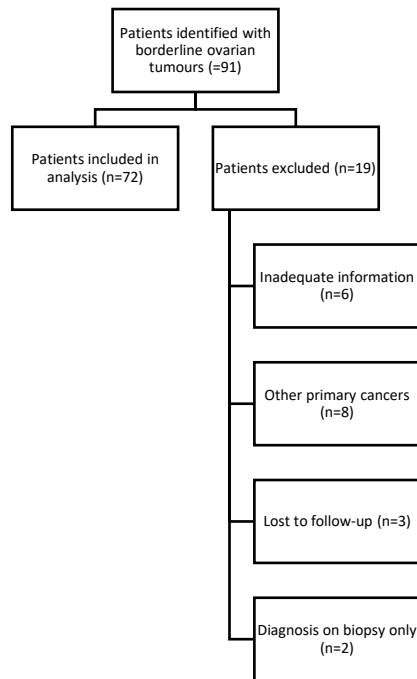 Patients identified with
borderline ovarian
tumours (=91)
Patients included in
analysis (n=72)
Patients excluded (n=19)
Inadequate information
(n=6)
Other primary cancers
(n=8)
Lost to follow-up (n=3)
Diagnosis on biopsy only
(n=2)